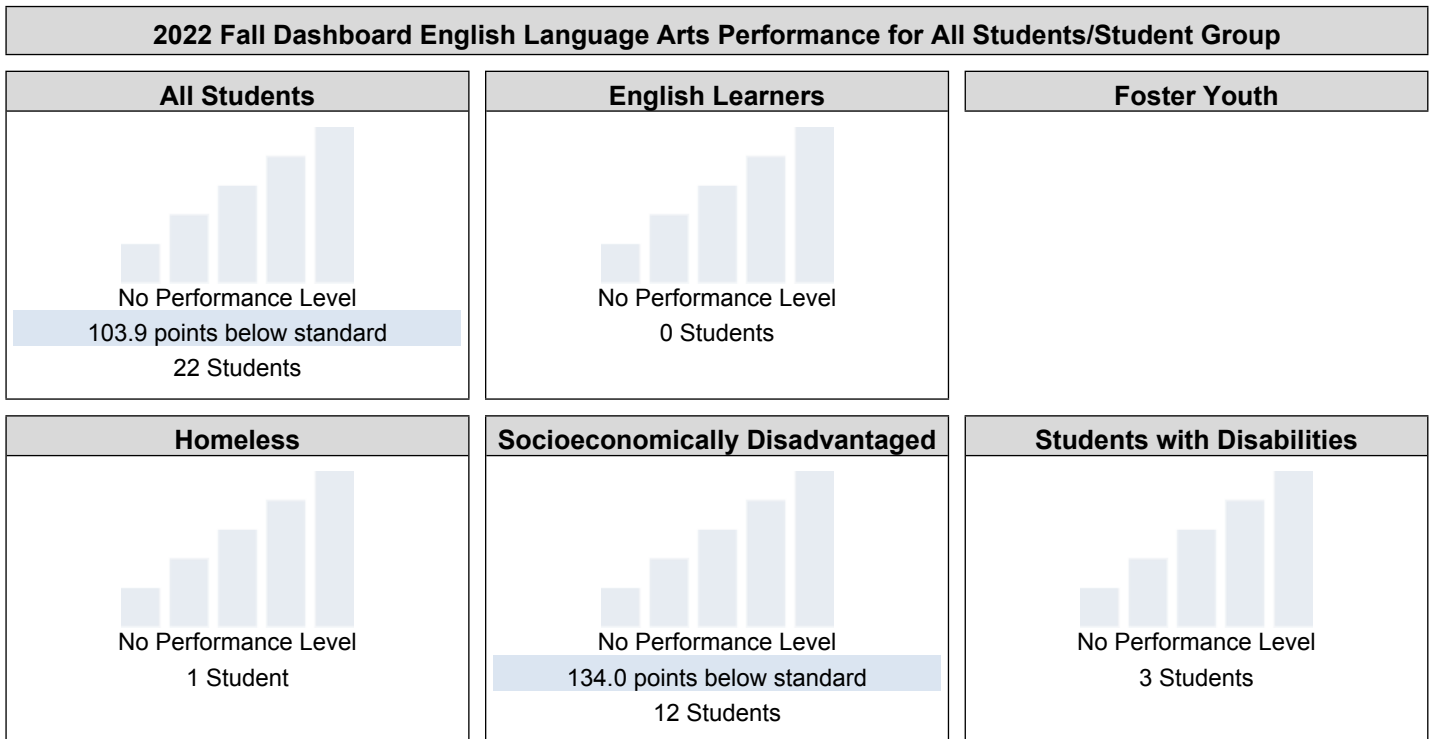 2022 Fall Dashboard English Language Arts Performance for All Students/Student Group
All Students
No Performance Level
103.9 points below standard
22 Students
English Learners
No Performance Level
0 Students
Foster Youth
Homeless
No Performance Level
1 Student
Socioeconomically Disadvantaged
No Performance Level
134.0 points below standard
12 Students
Students with Disabilities
No Performance Level
3 Students